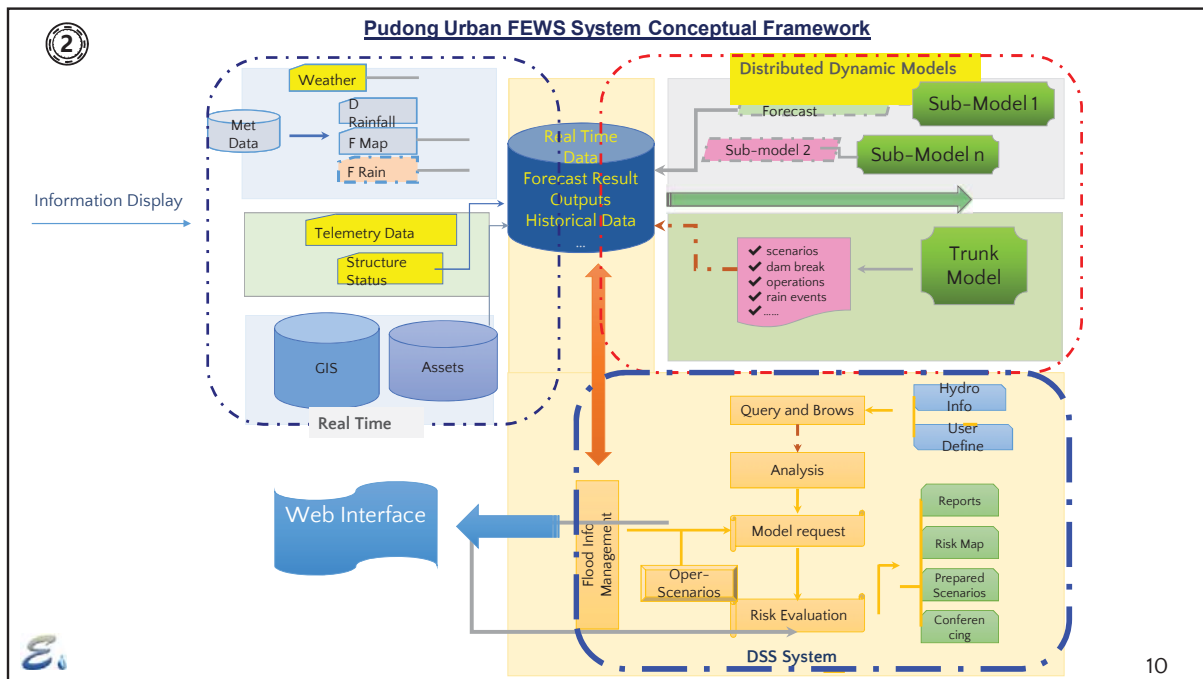 Pudong Urban FEWS System Conceptual Framework
2
Weather
D
Rainfall
Met
Data
F Map
F Rain
Information Display
Telemetry Data
Structure
Status
GIS
Assets
Real Time
Real Time
Data
Forecast Result
Outputs
Historical Data
...
Distributed Dynamic Models
Forecast
Sub-Model 1
Sub-model 2
Sub-Model n
✓ scenarios
✓ dam break
✓ operations
✓ rain events
✓ ......
Trunk
Model
Web Interface
Flood Info
Management
Query and Brows
Hydro
Info
User
Define
Analysis
Model request
Oper-
Scenarios
Risk Evaluation
Reports
Risk Map
Prepared
Scenarios
Conferen
cing
DSS System
E
10